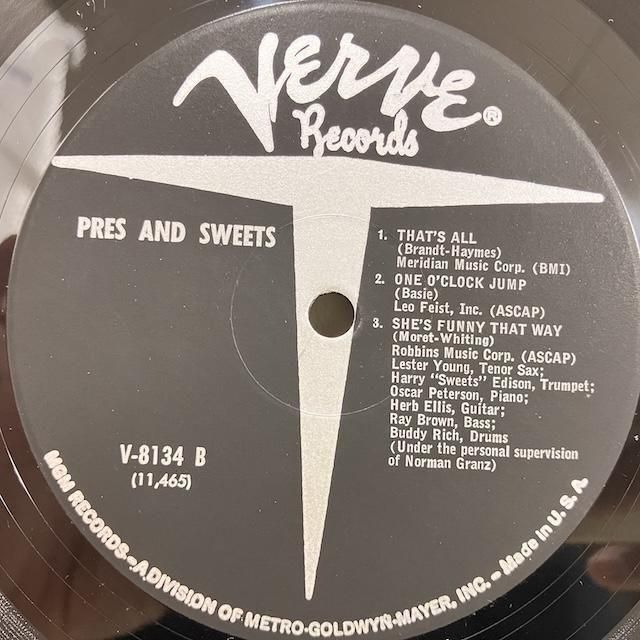 Verve®
Records
PRES AND SWEETS
1. THAT'S ALL
(Brandt-Haymes)
Meridian Music Corp. (BMI)
2. ONE O'CLOCK JUMP
(Basie)
Leo Feist, Inc. (ASCAP)
3. SHE'S FUNNY THAT WAY
(Moret-Whiting)
Robbins Music Corp. (ASCAP)
Lester Young, Tenor Sax;
Harry "Sweets" Edison, Trumpet;
Oscar Peterson, Piano;
Herb Ellis, Guitar;
Ray Brown, Bass;
Buddy Rich, Drums
(Under the personal supervision
of Norman Granz)
V-8134 B
(11,465)
MGM RECORDS—A DIVISION OF METRO-GOLDWYN-MAYER, INC.—Made in U. S. A.